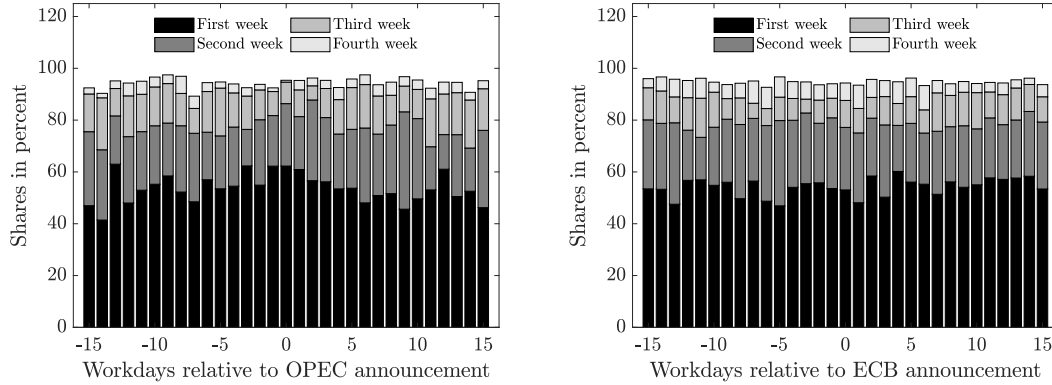 120
100
80
60
40
20
0
Shares in percent
First week
Second week
Third week
Fourth week
-15 -10 -5 0 5 10 15
Workdays relative to OPEC announcement
120
100
80
60
40
20
0
Shares in percent
First week
Second week
Third week
Fourth week
-15 -10 -5 0 5 10 15
Workdays relative to ECB announcement